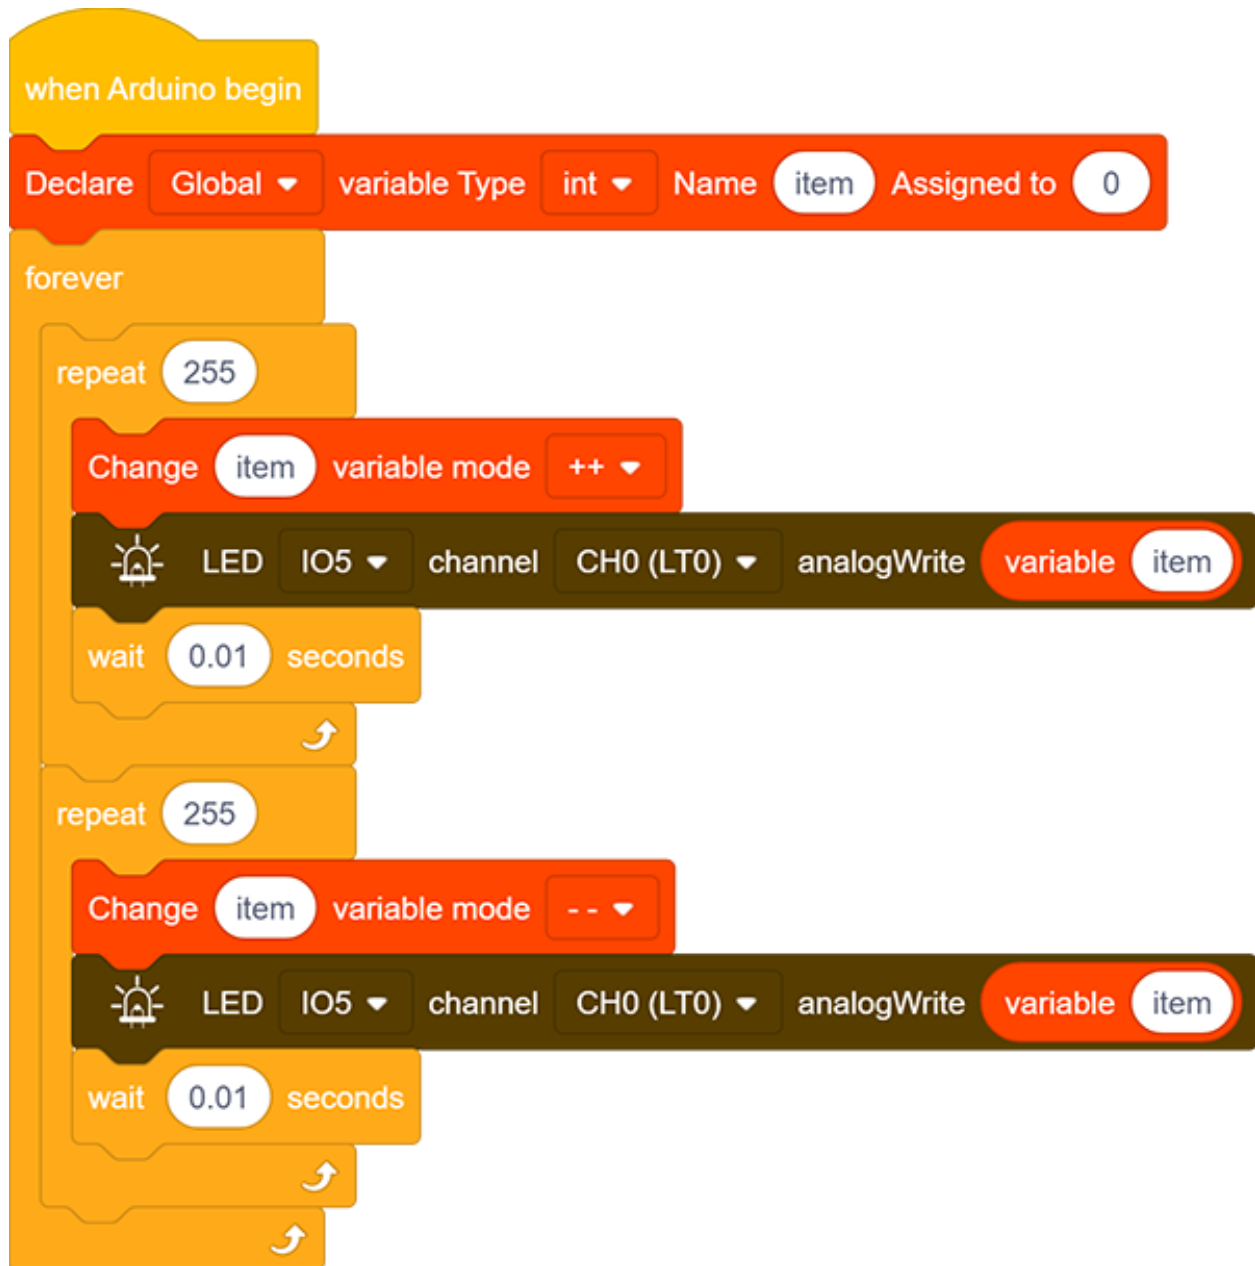 when Arduino begin
Declare Global variable Type int Name item Assigned to 0
forever
repeat 255
Change item variable mode ++
LED IO5 channel CH0 (LT0) analogWrite variable item
wait 0.01 seconds
repeat 255
Change item variable mode - -
LED IO5 channel CH0 (LT0) analogWrite variable item
wait 0.01 seconds